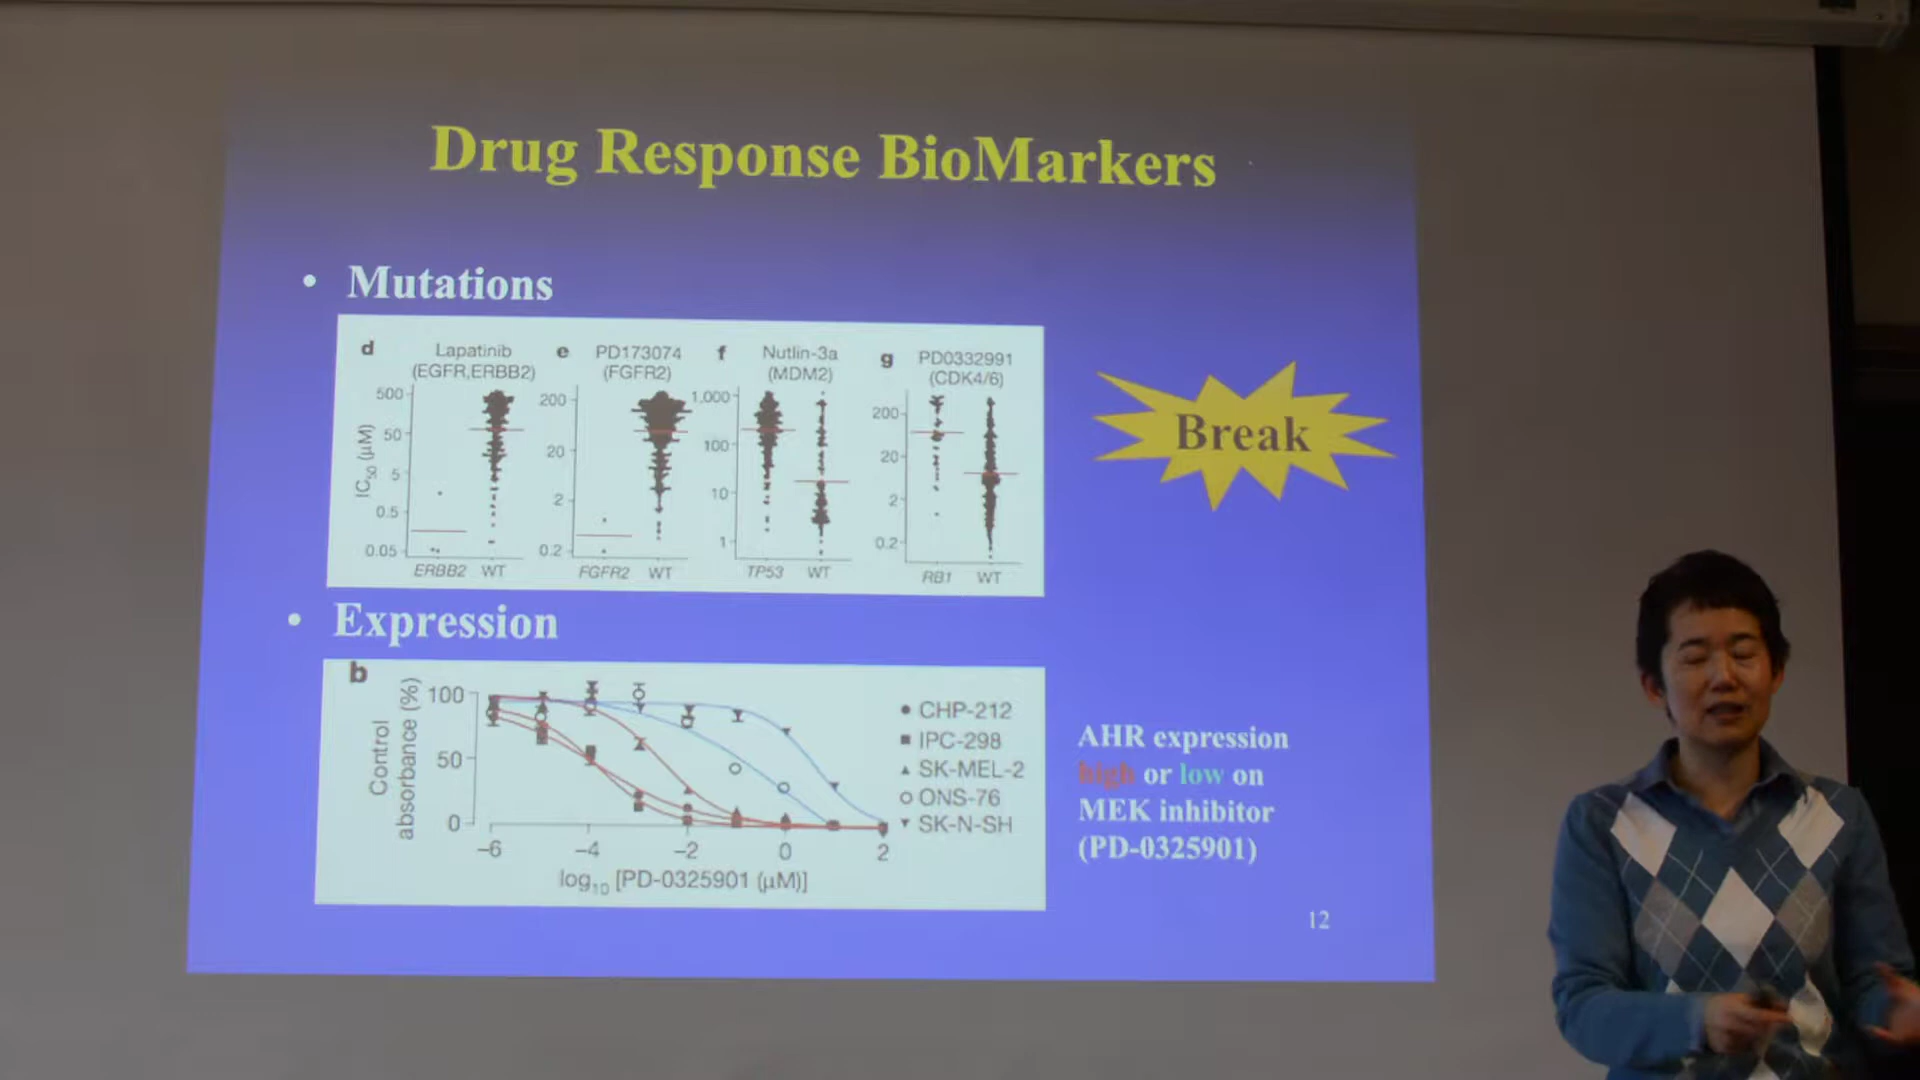 Drug Response BioMarkers
• Mutations
d Lapatinib (EGFR,ERBB2)
IC50 (µM)
500
50
5
0.5
0.05
ERBB2 WT
e PD173074 (FGFR2)
200
20
2
0.2
FGFR2 WT
f Nutlin-3a (MDM2)
1,000
100
10
1
TP53 WT
g PD0332991 (CDK4/6)
200
20
2
0.2
RB1 WT
Break
• Expression
b
Control
absorbance (%)
100
50
0
–6 –4 –2 0 2
log10 [PD-0325901 (µM)]
CHP-212
IPC-298
SK-MEL-2
ONS-76
SK-N-SH
AHR expression
high or low on
MEK inhibitor
(PD-0325901)
12